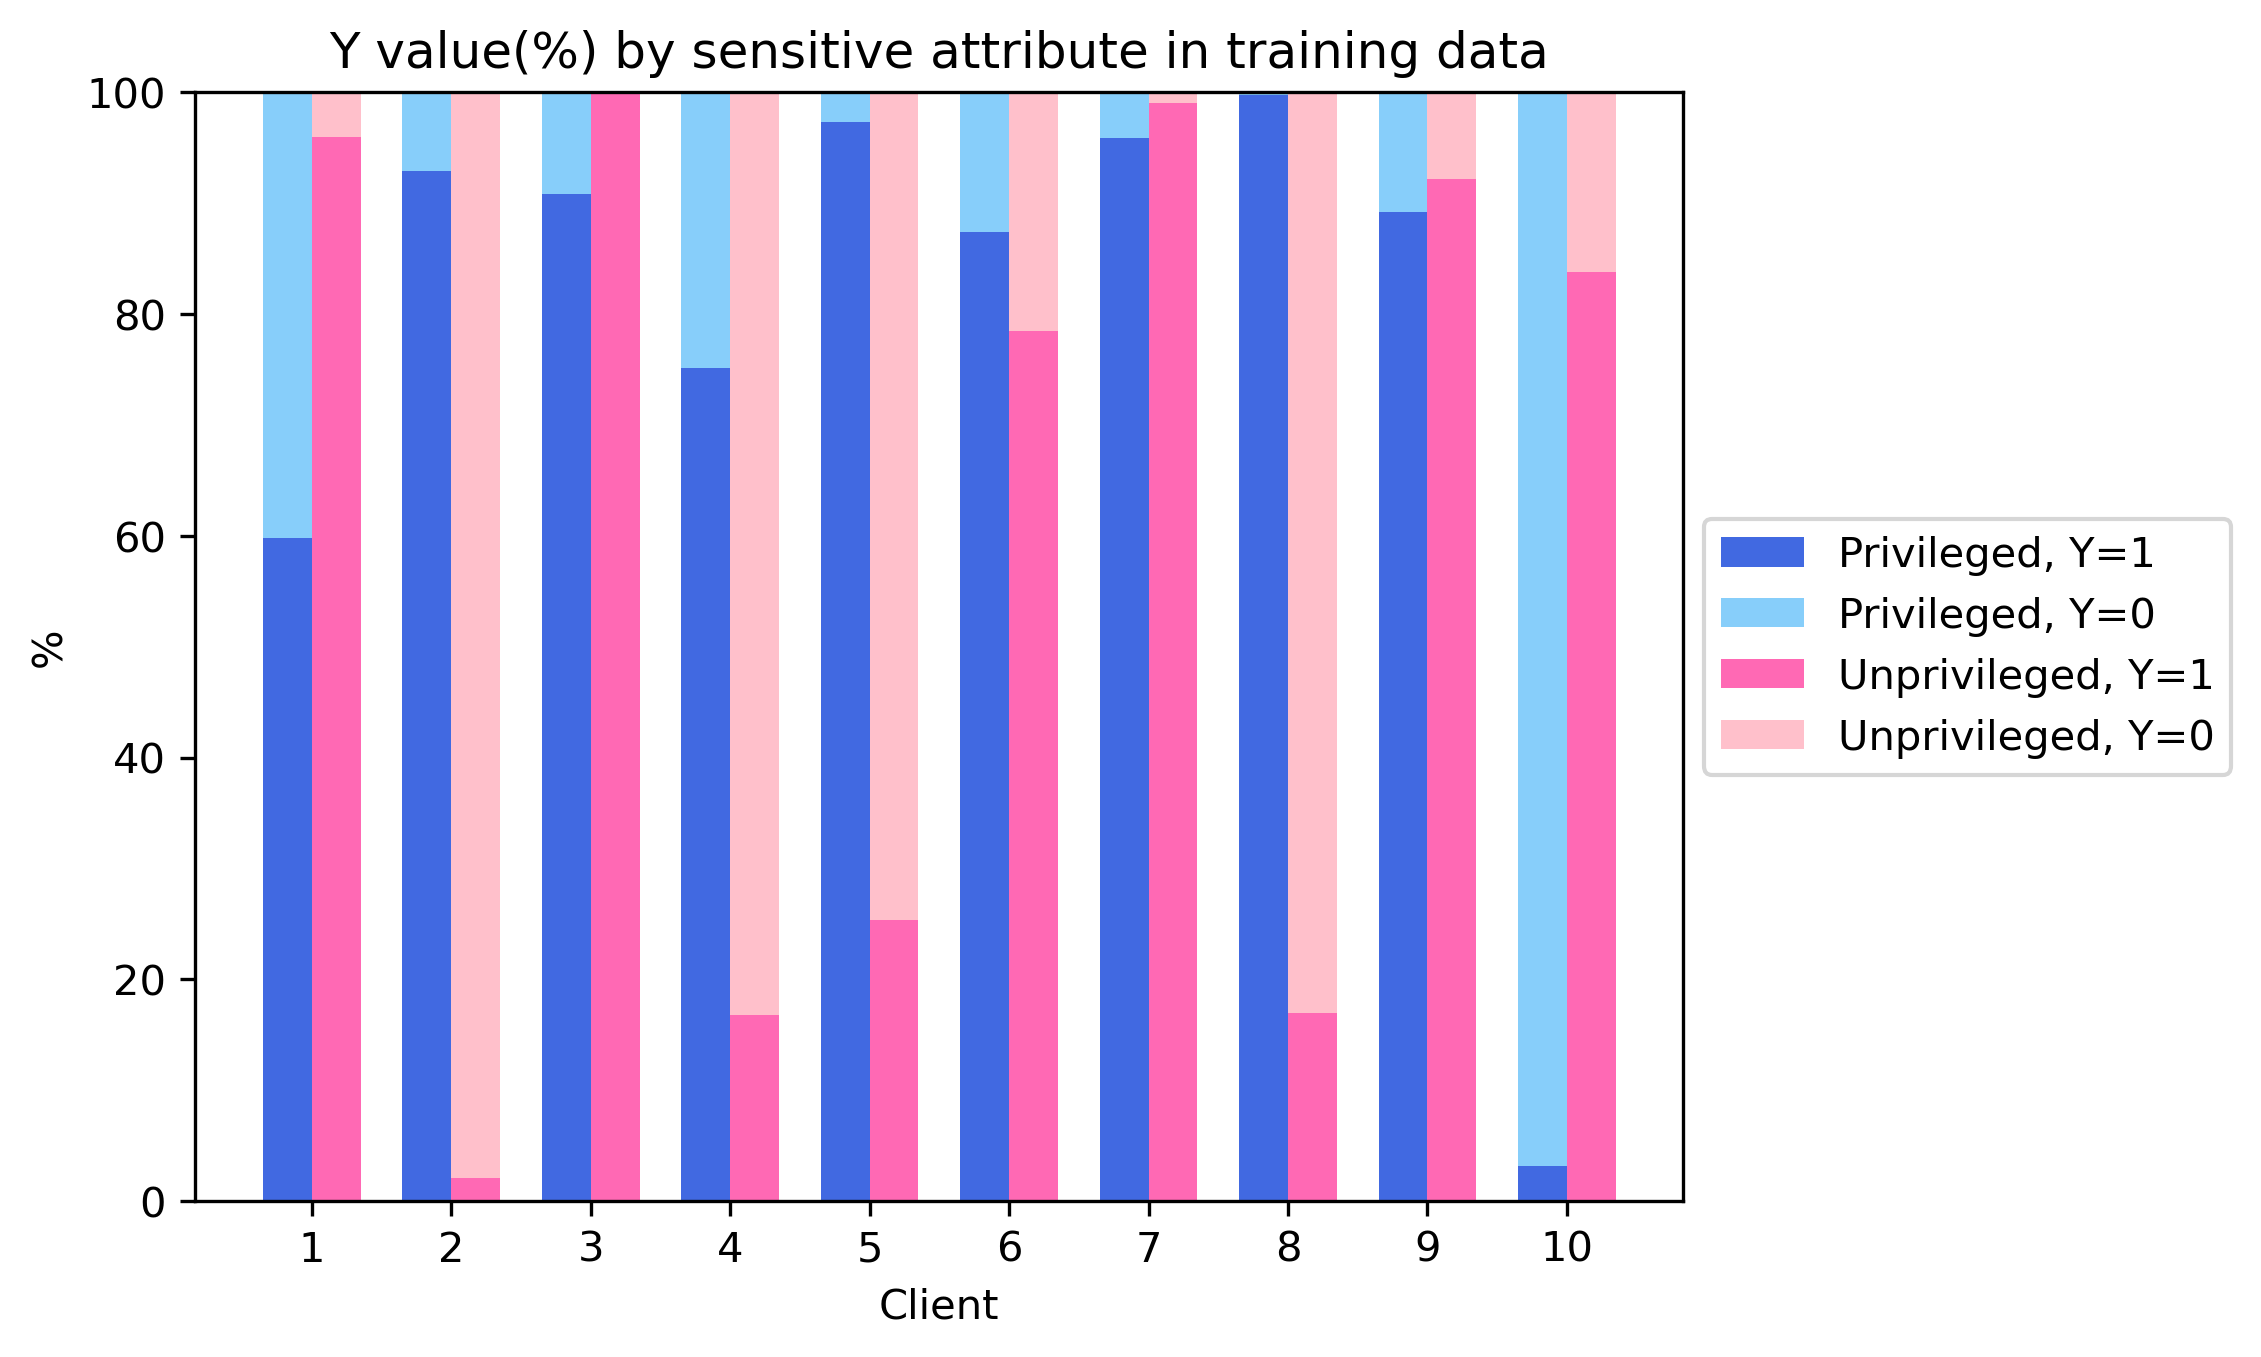 Y value(%) by sensitive attribute in training data
100
80
60
40
20
0
%
1 2 3 4 5 6 7 8 9 10
Client
Privileged, Y=1
Privileged, Y=0
Unprivileged, Y=1
Unprivileged, Y=0